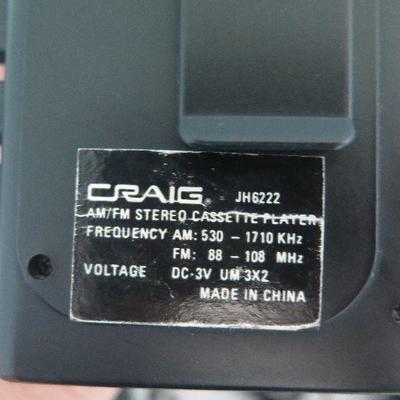 CRAIG. JH6222
AM/FM STEREO CASSETTE PLAYER
FREQUENCY AM: 530 - 1710 KHz
FM: 88 - 108 MHz
VOLTAGE DC-3V UM 3X2
MADE IN CHINA